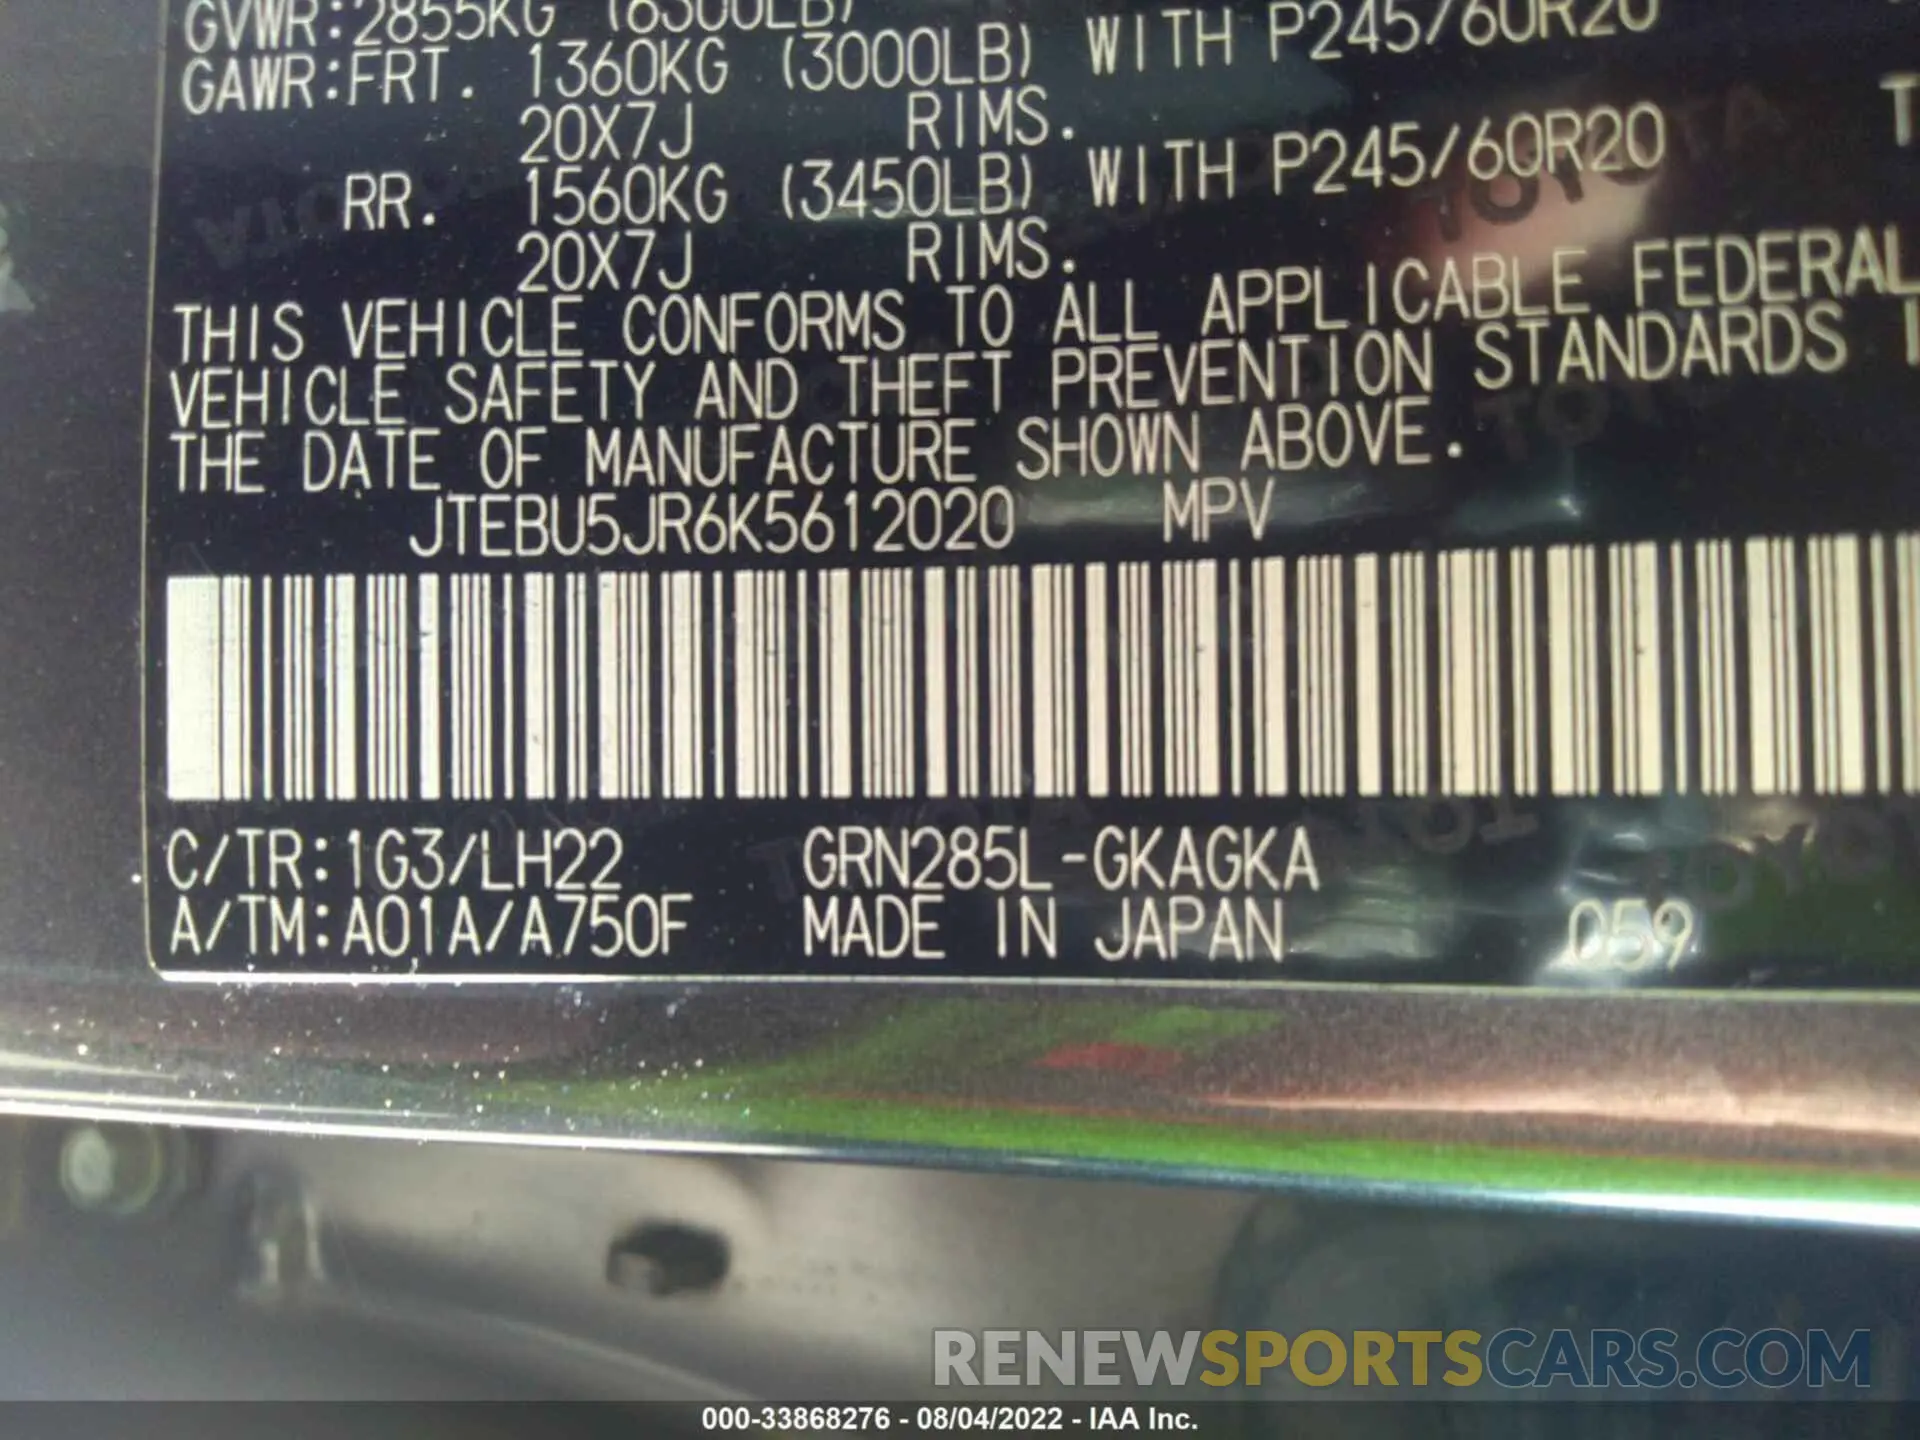 GVWR:2855KG (6300LB)
GAWR:FRT. 1360KG (3000LB) WITH P245/60R20
20X7J RIMS.
RR. 1560KG (3450LB) WITH P245/60R20
20X7J RIMS.
THIS VEHICLE CONFORMS TO ALL APPLICABLE FEDERAL
VEHICLE SAFETY AND THEFT PREVENTION STANDARDS
THE DATE OF MANUFACTURE SHOWN ABOVE.
JTEBU5JR6K5612020 MPV
C/TR:1G3/LH22 GRN285L-GKAGKA
A/TM:A01A/A750F MADE IN JAPAN 059
RENEWSPORTSCARS.COM
000-33868276 - 08/04/2022 - IAA Inc.